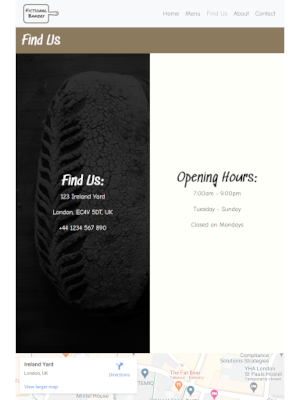 Fictional
Bakery
Home Menu Find Us About Contact
Find Us
Find Us:
123 Ireland Yard
London, EC4V 5DT, UK
+44 1234 567 890
Opening Hours:
7:00am - 9:00pm
Tuesday - Sunday
Closed on Mondays
Ireland Yard
London, UK
Directions
View larger map
Compliance
Solutions Strategies
YHA London
St Pauls Hostel
Temporarily closed
The Fat Bear